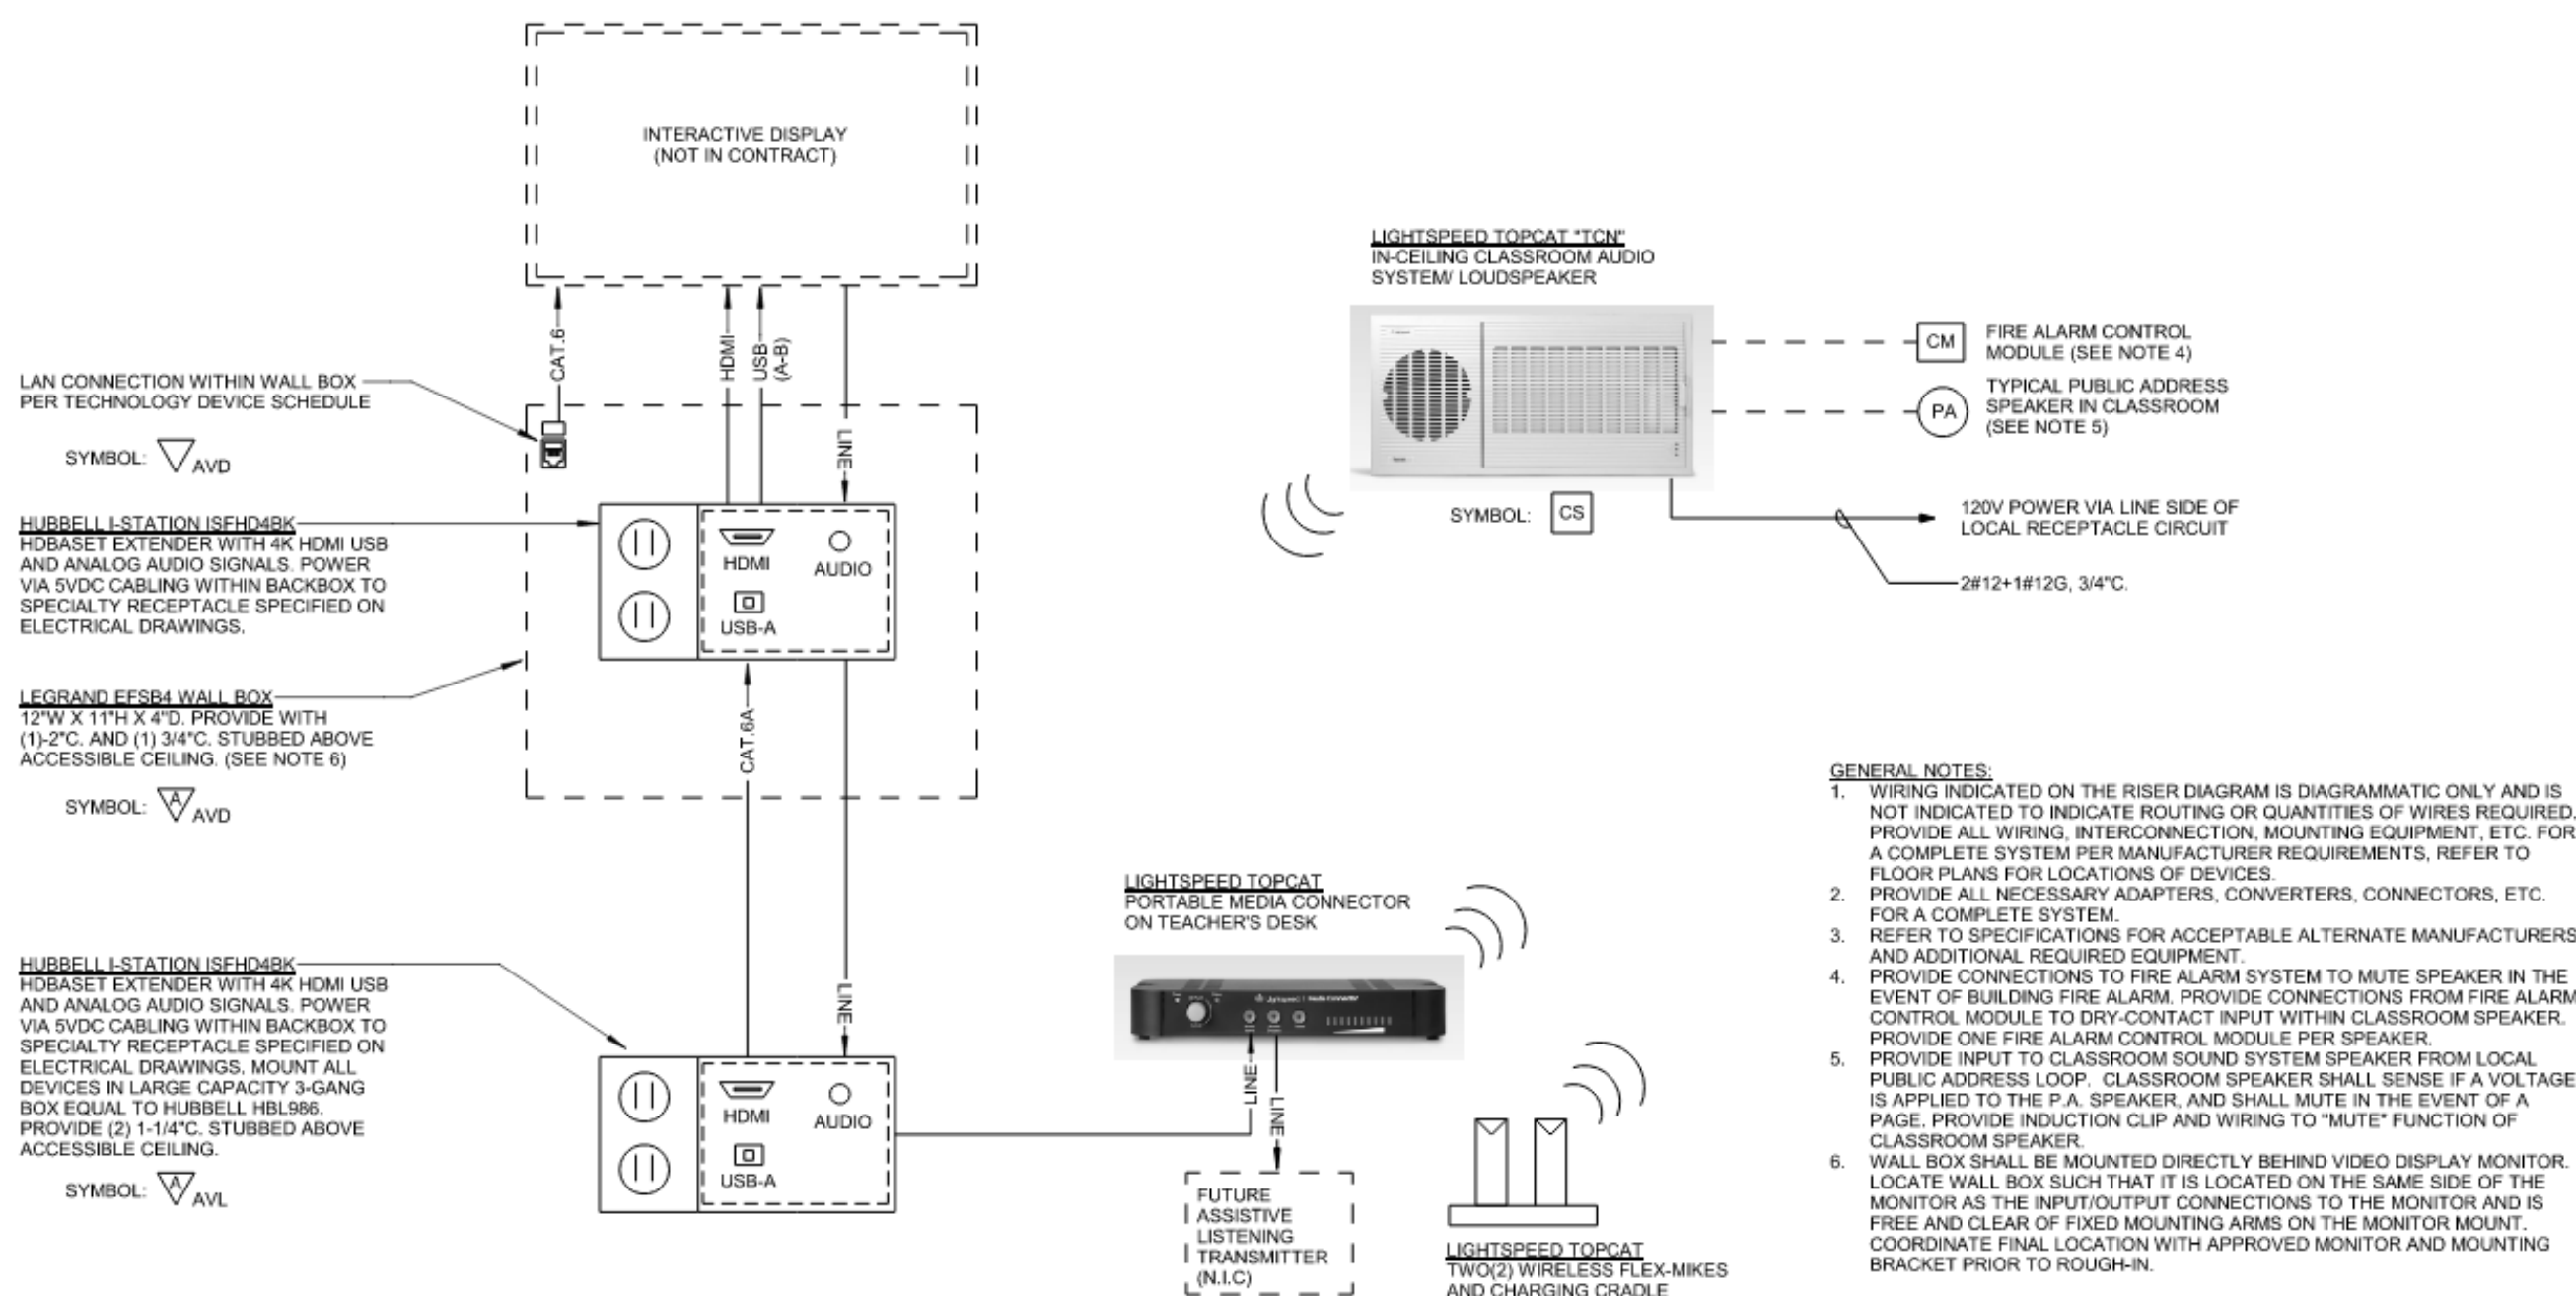 INTERACTIVE DISPLAY
(NOT IN CONTRACT)
CAT.6
HDMI
USB
(A-B)
LINE
LAN CONNECTION WITHIN WALL BOX
PER TECHNOLOGY DEVICE SCHEDULE
SYMBOL: AVD
HUBBELL I-STATION ISFHD4BK
HDBASET EXTENDER WITH 4K HDMI USB
AND ANALOG AUDIO SIGNALS. POWER
VIA 5VDC CABLING WITHIN BACKBOX TO
SPECIALTY RECEPTACLE SPECIFIED ON
ELECTRICAL DRAWINGS.
HDMI
AUDIO
USB-A
LEGRAND EFSB4 WALL BOX
12"W X 11"H X 4"D. PROVIDE WITH
(1)-2"C. AND (1) 3/4"C. STUBBED ABOVE
ACCESSIBLE CEILING. (SEE NOTE 6)
SYMBOL: A AVD
CAT.6A
LINE
HUBBELL I-STATION ISFHD4BK
HDBASET EXTENDER WITH 4K HDMI USB
AND ANALOG AUDIO SIGNALS. POWER
VIA 5VDC CABLING WITHIN BACKBOX TO
SPECIALTY RECEPTACLE SPECIFIED ON
ELECTRICAL DRAWINGS. MOUNT ALL
DEVICES IN LARGE CAPACITY 3-GANG
BOX EQUAL TO HUBBELL HBL986.
PROVIDE (2) 1-1/4"C. STUBBED ABOVE
ACCESSIBLE CEILING.
SYMBOL: A AVL
HDMI
AUDIO
USB-A
LIGHTSPEED TOPCAT "TCN"
IN-CEILING CLASSROOM AUDIO
SYSTEM/ LOUDSPEAKER
SYMBOL: CS
CM
FIRE ALARM CONTROL
MODULE (SEE NOTE 4)
PA
TYPICAL PUBLIC ADDRESS
SPEAKER IN CLASSROOM
(SEE NOTE 5)
120V POWER VIA LINE SIDE OF
LOCAL RECEPTACLE CIRCUIT
2#12+1#12G, 3/4"C.
LIGHTSPEED TOPCAT
PORTABLE MEDIA CONNECTOR
ON TEACHER'S DESK
LINE
LINE
FUTURE
ASSISTIVE
LISTENING
TRANSMITTER
(N.I.C)
LIGHTSPEED TOPCAT
TWO(2) WIRELESS FLEX-MIKES
AND CHARGING CRADLE
GENERAL NOTES:
1. WIRING INDICATED ON THE RISER DIAGRAM IS DIAGRAMMATIC ONLY AND IS
NOT INDICATED TO INDICATE ROUTING OR QUANTITIES OF WIRES REQUIRED.
PROVIDE ALL WIRING, INTERCONNECTION, MOUNTING EQUIPMENT, ETC. FOR
A COMPLETE SYSTEM PER MANUFACTURER REQUIREMENTS, REFER TO
FLOOR PLANS FOR LOCATIONS OF DEVICES.
2. PROVIDE ALL NECESSARY ADAPTERS, CONVERTERS, CONNECTORS, ETC.
FOR A COMPLETE SYSTEM.
3. REFER TO SPECIFICATIONS FOR ACCEPTABLE ALTERNATE MANUFACTURERS
AND ADDITIONAL REQUIRED EQUIPMENT.
4. PROVIDE CONNECTIONS TO FIRE ALARM SYSTEM TO MUTE SPEAKER IN THE
EVENT OF BUILDING FIRE ALARM. PROVIDE CONNECTIONS FROM FIRE ALARM
CONTROL MODULE TO DRY-CONTACT INPUT WITHIN CLASSROOM SPEAKER.
PROVIDE ONE FIRE ALARM CONTROL MODULE PER SPEAKER.
5. PROVIDE INPUT TO CLASSROOM SOUND SYSTEM SPEAKER FROM LOCAL
PUBLIC ADDRESS LOOP. CLASSROOM SPEAKER SHALL SENSE IF A VOLTAGE
IS APPLIED TO THE P.A. SPEAKER, AND SHALL MUTE IN THE EVENT OF A
PAGE. PROVIDE INDUCTION CLIP AND WIRING TO "MUTE" FUNCTION OF
CLASSROOM SPEAKER.
6. WALL BOX SHALL BE MOUNTED DIRECTLY BEHIND VIDEO DISPLAY MONITOR.
LOCATE WALL BOX SUCH THAT IT IS LOCATED ON THE SAME SIDE OF THE
MONITOR AS THE INPUT/OUTPUT CONNECTIONS TO THE MONITOR AND IS
FREE AND CLEAR OF FIXED MOUNTING ARMS ON THE MONITOR MOUNT.
COORDINATE FINAL LOCATION WITH APPROVED MONITOR AND MOUNTING
BRACKET PRIOR TO ROUGH-IN.